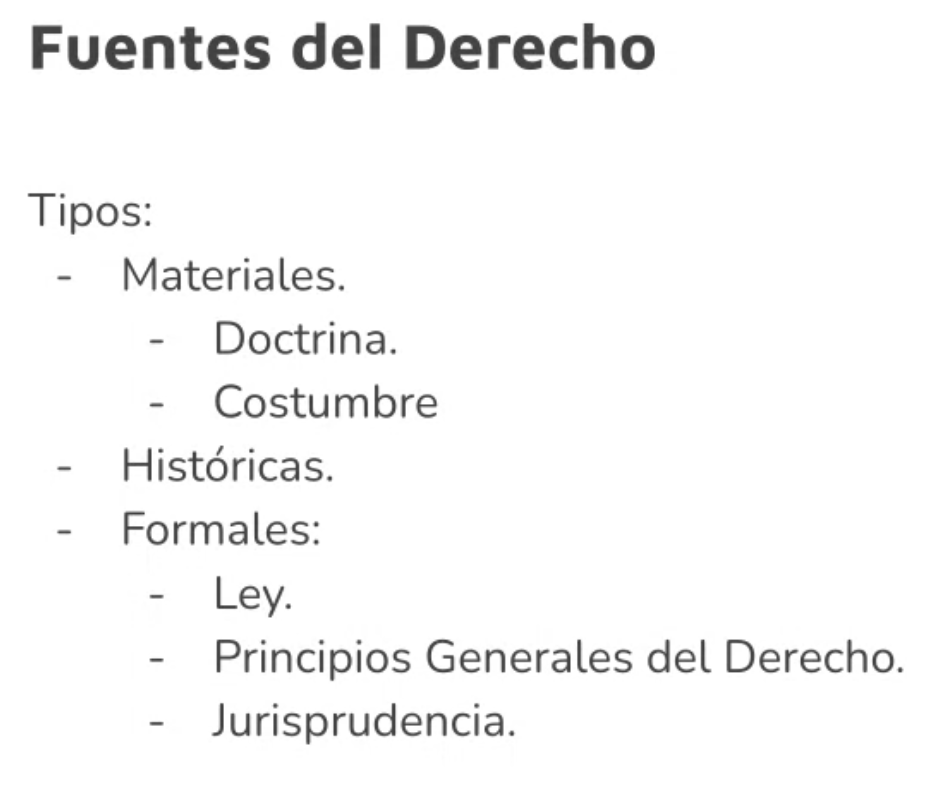 Fuentes del Derecho
Tipos:
- Materiales.
- Doctrina.
- Costumbre
- Históricas.
- Formales:
- Ley.
- Principios Generales del Derecho.
- Jurisprudencia.